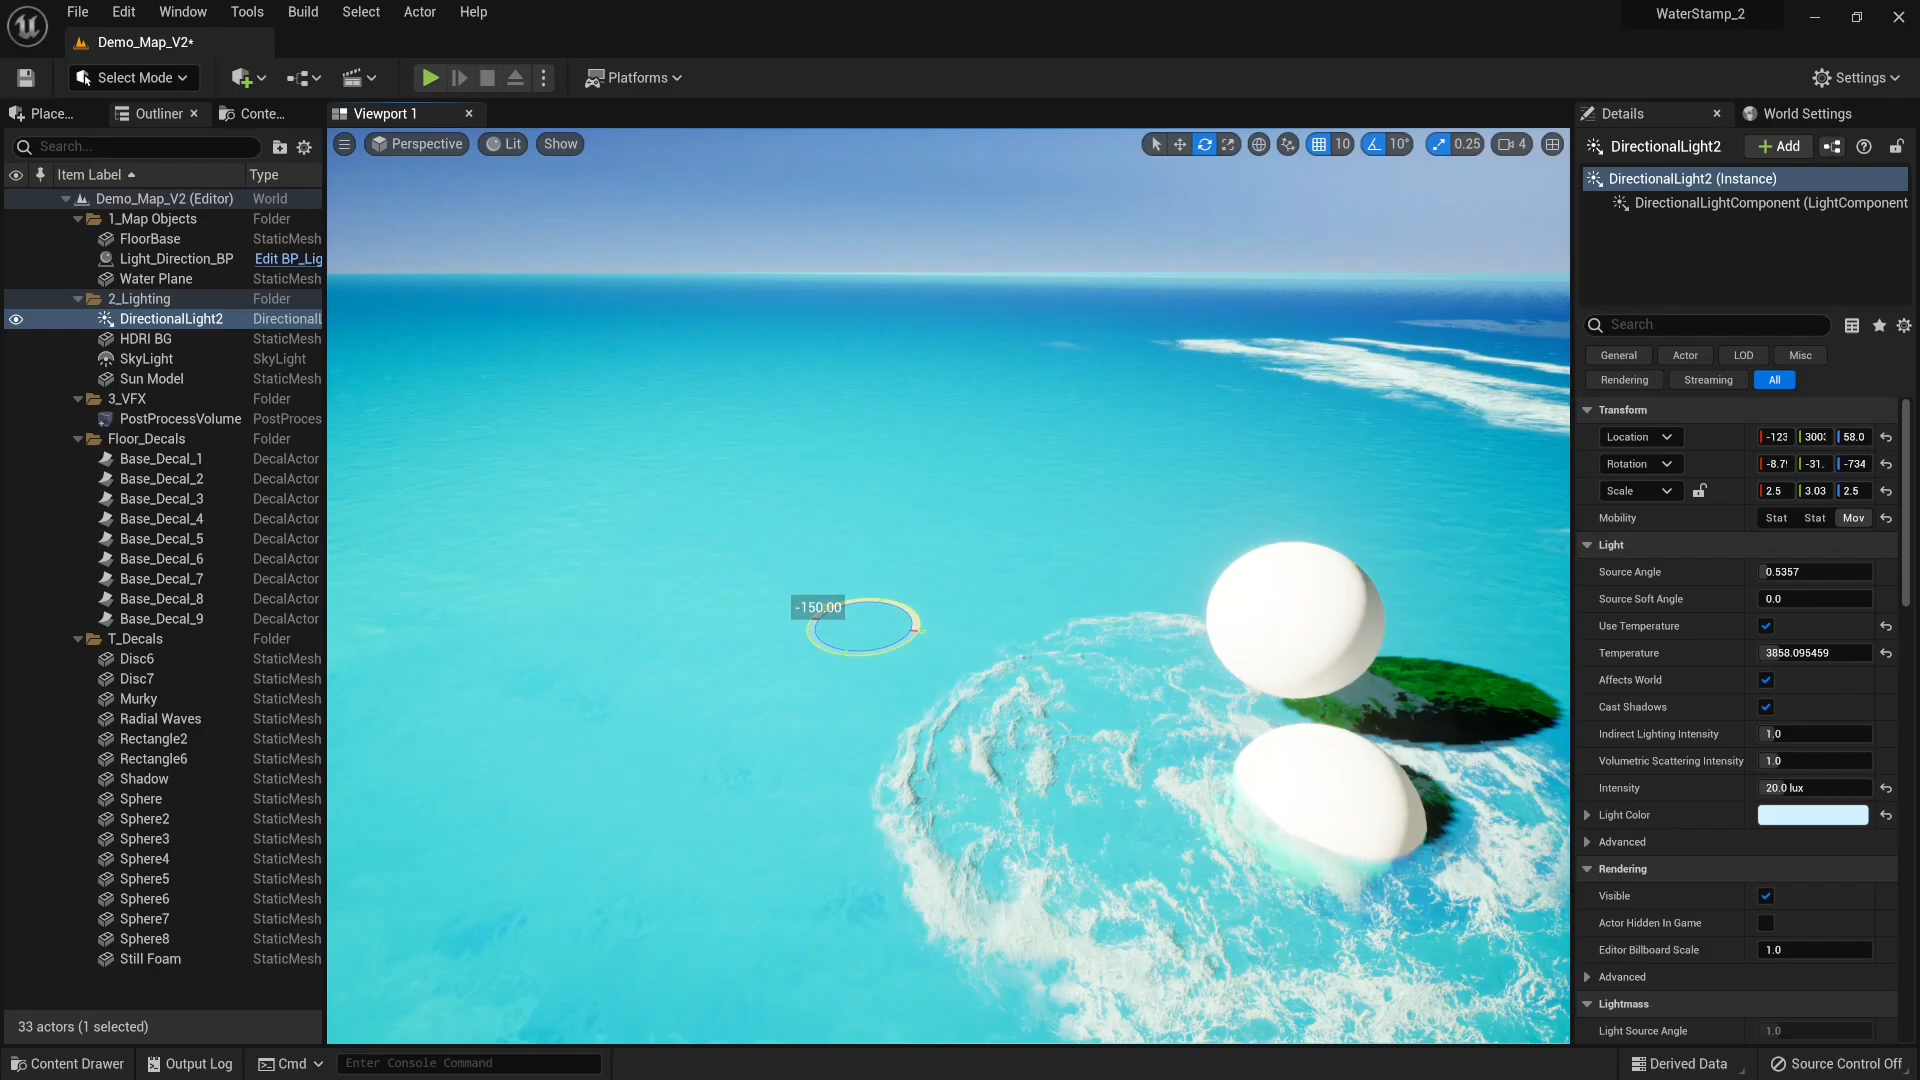 File Edit Window Tools Build Select Actor Help
WaterStamp_2
Demo_Map_V2*
Select Mode
Platforms
Settings
Place...
Outliner
Conte...
Viewport 1
Details
World Settings
Search...
Perspective
Lit
Show
10
10°
0.25
4
DirectionalLight2
Add
Item Label
Type
DirectionalLight2 (Instance)
DirectionalLightComponent (LightComponent
Demo_Map_V2 (Editor) World
1_Map Objects Folder
FloorBase StaticMesh
Light_Direction_BP Edit BP_Lig
Water Plane StaticMesh
2_Lighting Folder
DirectionalLight2 DirectionalL
HDRI BG StaticMesh
SkyLight SkyLight
Sun Model StaticMesh
3_VFX Folder
PostProcessVolume PostProces
Floor_Decals Folder
Base_Decal_1 DecalActor
Base_Decal_2 DecalActor
Base_Decal_3 DecalActor
Base_Decal_4 DecalActor
Base_Decal_5 DecalActor
Base_Decal_6 DecalActor
Base_Decal_7 DecalActor
Base_Decal_8 DecalActor
Base_Decal_9 DecalActor
T_Decals Folder
Disc6 StaticMesh
Disc7 StaticMesh
Murky StaticMesh
Radial Waves StaticMesh
Rectangle2 StaticMesh
Rectangle6 StaticMesh
Shadow StaticMesh
Sphere StaticMesh
Sphere2 StaticMesh
Sphere3 StaticMesh
Sphere4 StaticMesh
Sphere5 StaticMesh
Sphere6 StaticMesh
Sphere7 StaticMesh
Sphere8 StaticMesh
Still Foam StaticMesh
33 actors (1 selected)
-150.00
Search
General Actor LOD Misc
Rendering Streaming All
Transform
Location -123 3003 58.0
Rotation -8.79 -31. -734
Scale 2.5 3.03 2.5
Mobility Stat Stat Mov
Light
Source Angle 0.5357
Source Soft Angle 0.0
Use Temperature
Temperature 3858.095459
Affects World
Cast Shadows
Indirect Lighting Intensity 1.0
Volumetric Scattering Intensity 1.0
Intensity 20.0 lux
Light Color
Advanced
Rendering
Visible
Actor Hidden In Game
Editor Billboard Scale 1.0
Advanced
Lightmass
Light Source Angle 1.0
Content Drawer
Output Log
Cmd
Enter Console Command
Derived Data
Source Control Off